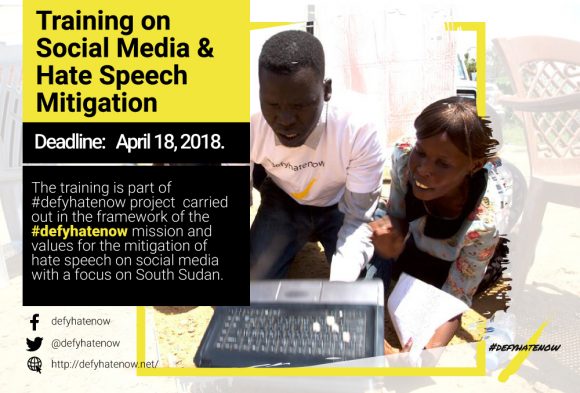 Training on
Social Media &
Hate Speech
Mitigation
Deadline: April 18, 2018.
The training is part of
#defyhatenow project carried
out in the framework of the
#defyhatenow mission and
values for the mitigation of
hate speech on social media
with a focus on South Sudan.
defyhatenow
@defyhatenow
http://defyhatenow.net/
defyhatenow
#DEFYHATENOW